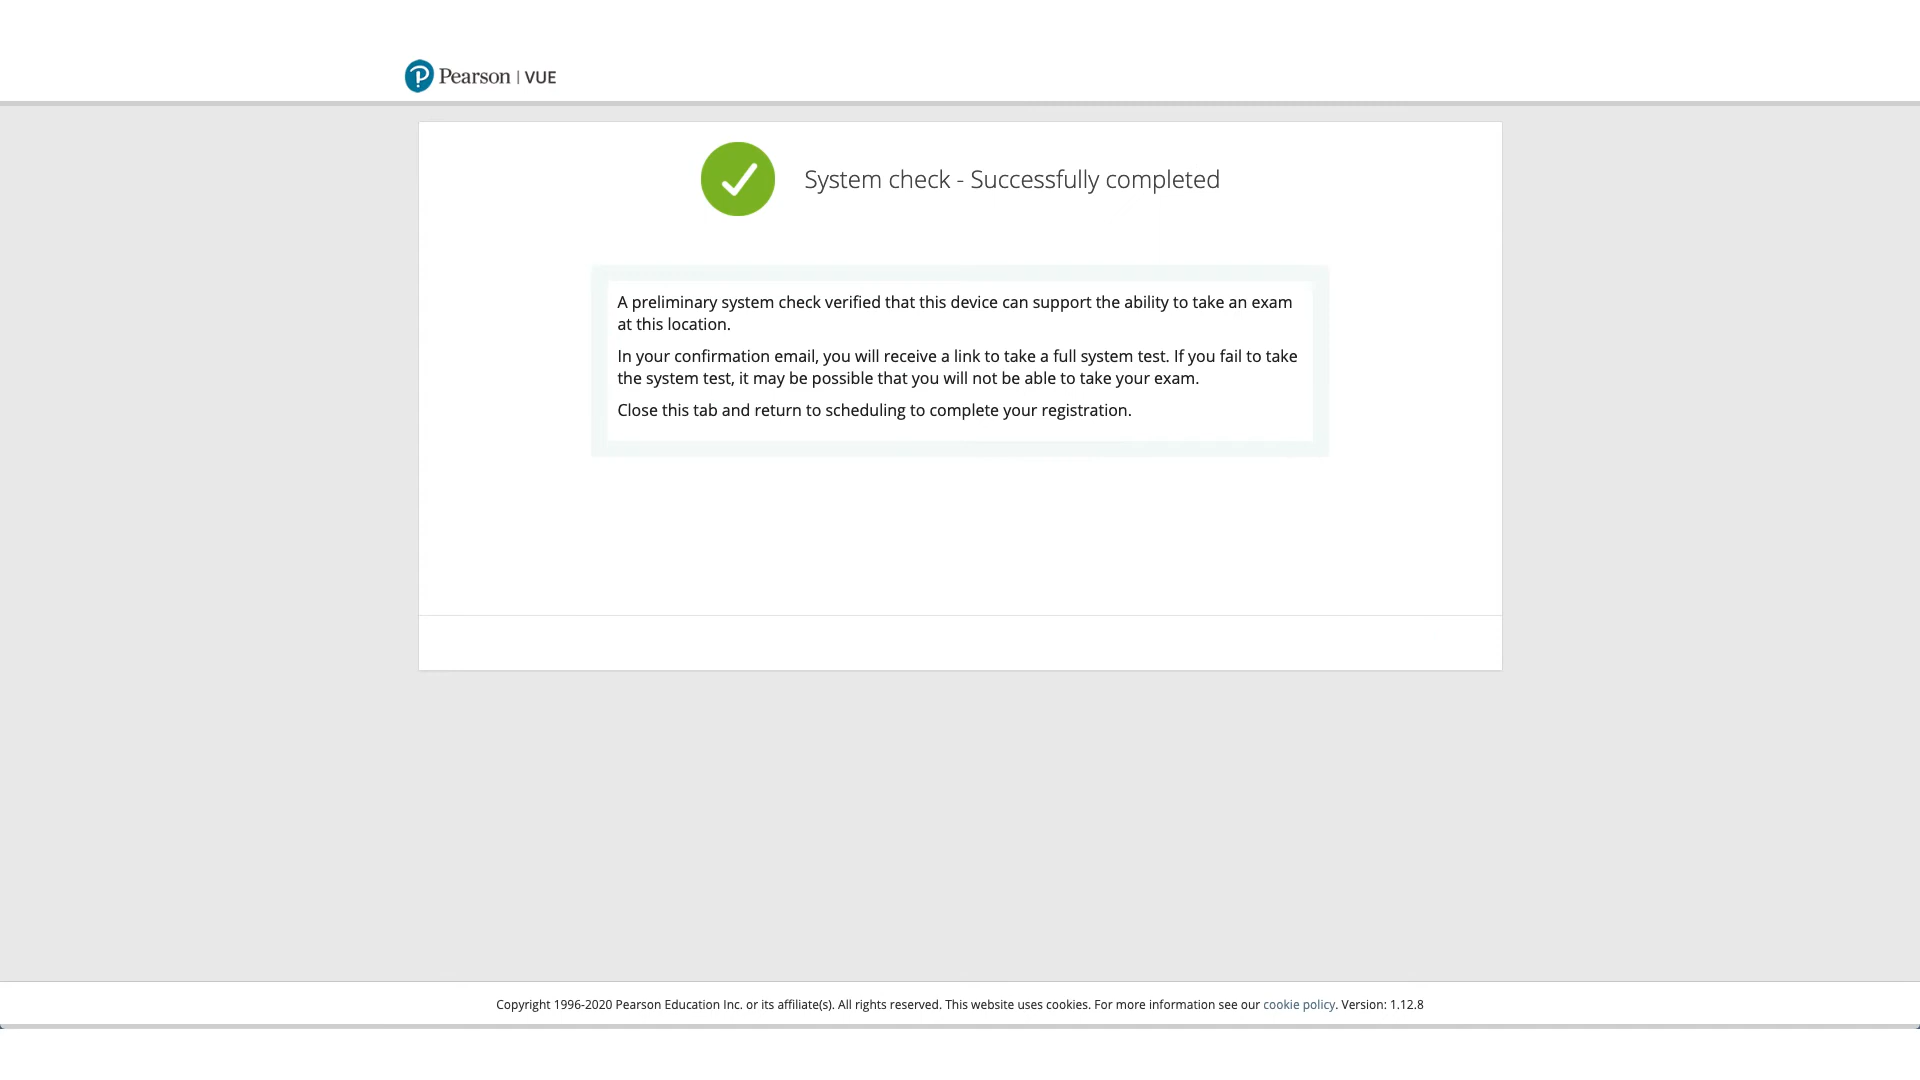 Pearson | VUE
System check - Successfully completed
A preliminary system check verified that this device can support the ability to take an exam
at this location.
In your confirmation email, you will receive a link to take a full system test. If you fail to take
the system test, it may be possible that you will not be able to take your exam.
Close this tab and return to scheduling to complete your registration.
Copyright 1996-2020 Pearson Education Inc. or its affiliate(s). All rights reserved. This website uses cookies. For more information see our cookie policy. Version: 1.12.8